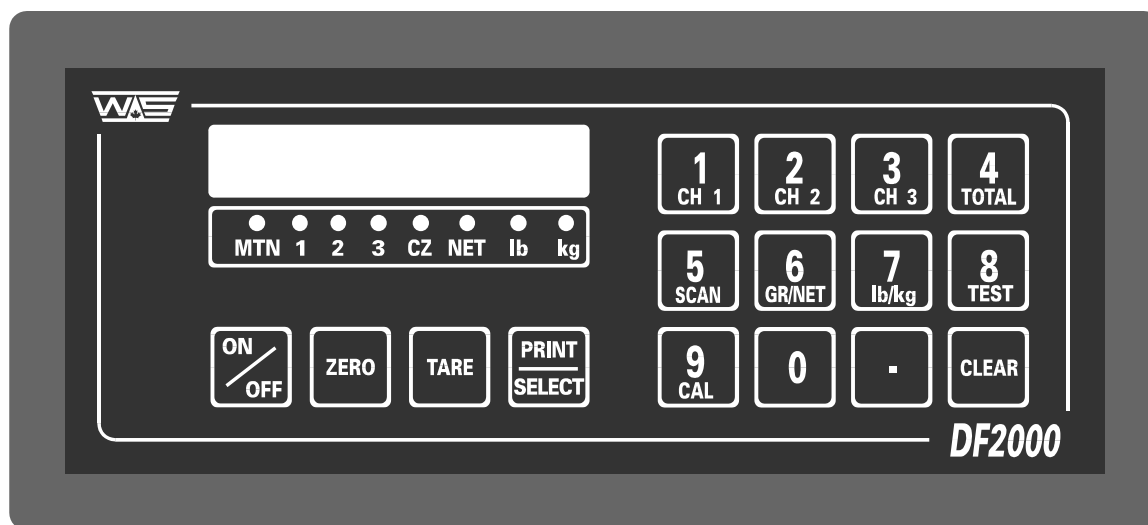 WAS
1 2 3 4
CH 1 CH 2 CH 3 TOTAL
MTN 1 2 3 CZ NET lb kg
5 6 7 8
SCAN GR/NET lb/kg TEST
ON/OFF ZERO TARE PRINT
SELECT
9 0 . CLEAR
CAL
DF2000